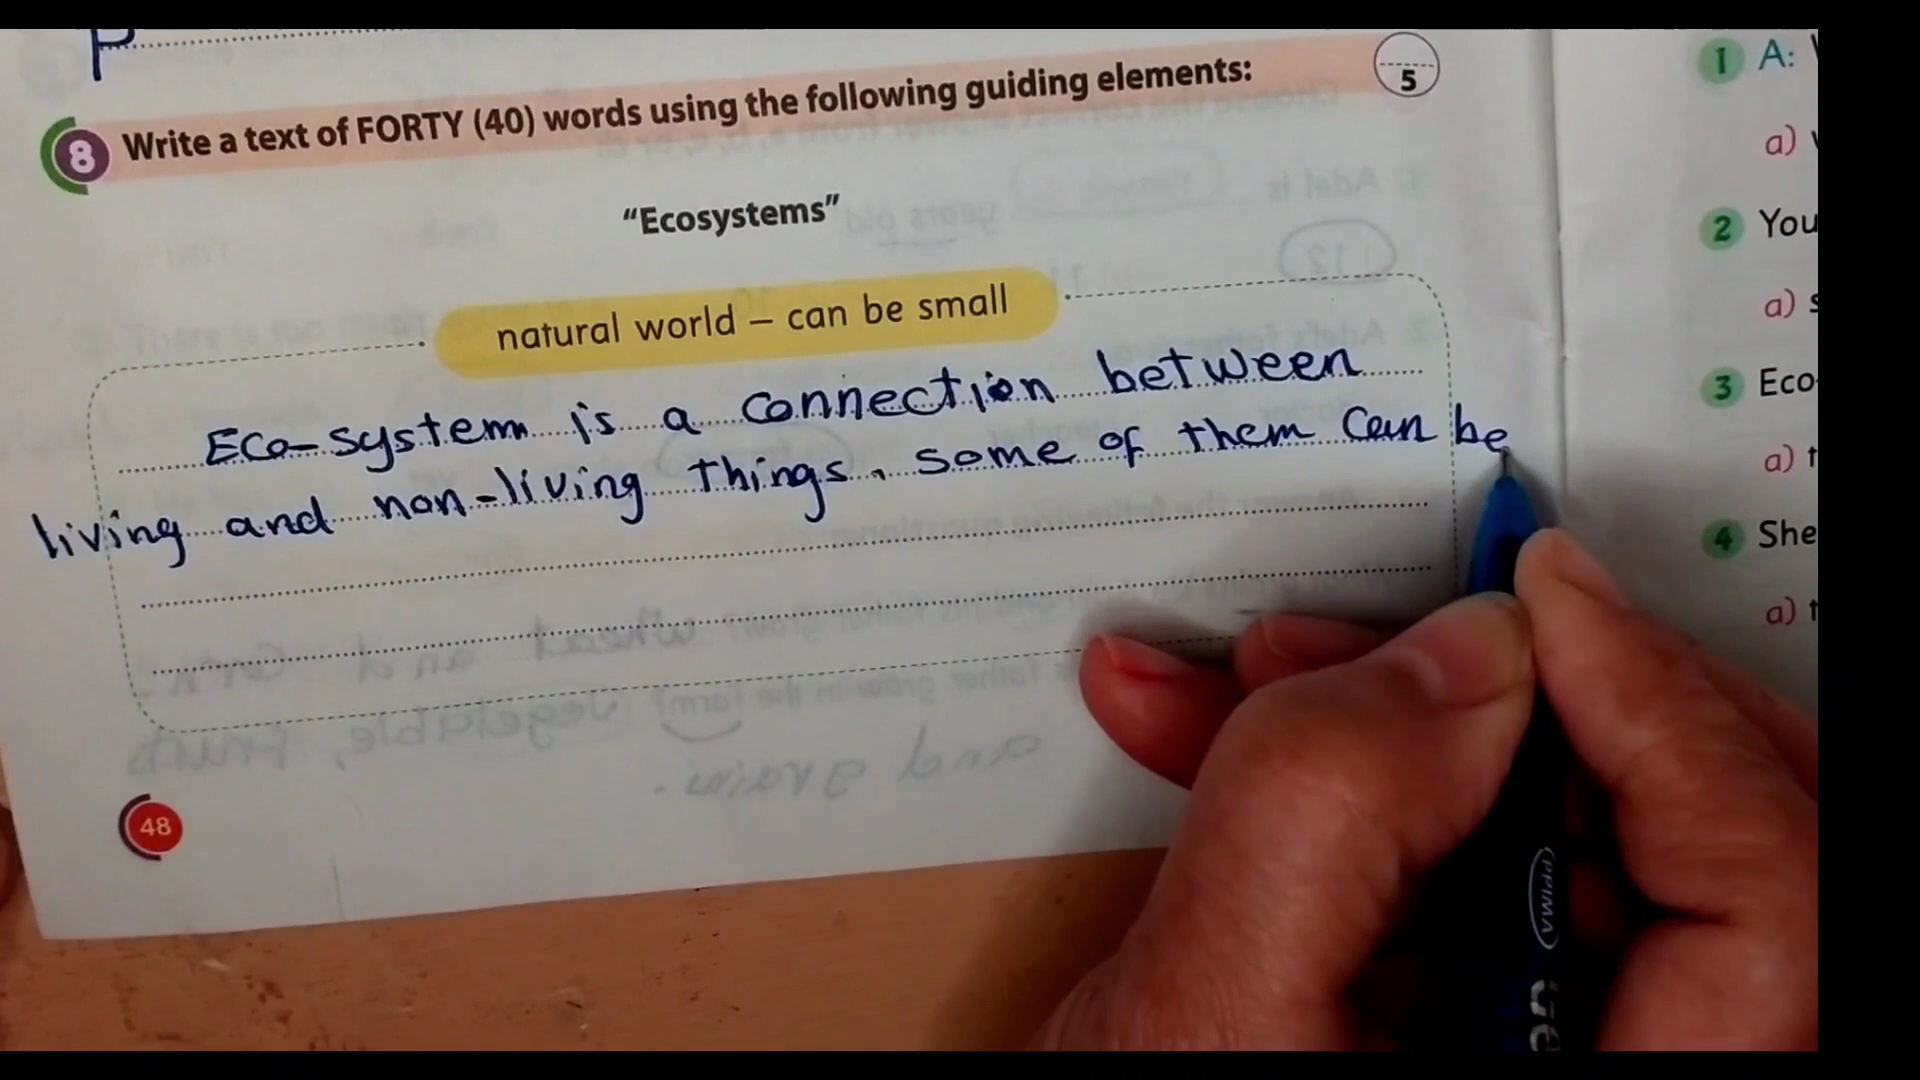 8 Write a text of FORTY (40) words using the following guiding elements:
5
"Ecosystems"
natural world – can be small
Eco-system is a connection between
living and non-living things. some of them can be
48
1 A:
a)
2 You
a) s
3 Eco
a) t
4 She
a) t